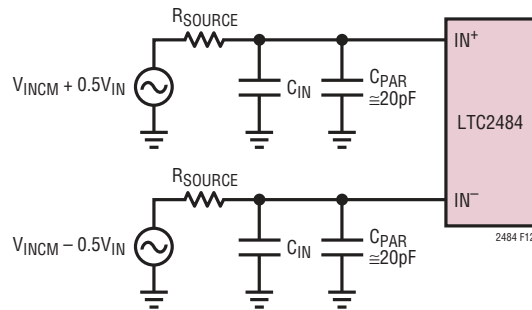 RSOURCE
IN+
VINCM + 0.5VIN
CIN
CPAR
≅20pF
LTC2484
RSOURCE
IN–
VINCM – 0.5VIN
CIN
CPAR
≅20pF
2484 F12